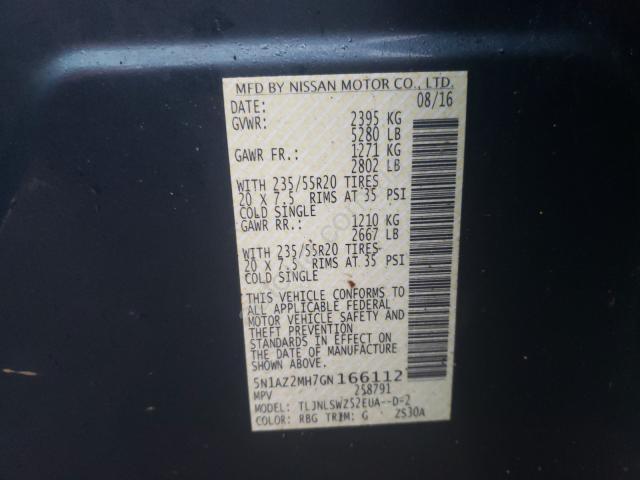 MFD BY NISSAN MOTOR CO., LTD.
DATE: 08/16
GVWR: 2395 KG
5280 LB
GAWR FR.: 1271 KG
2802 LB
WITH 235/55R20 TIRES
20 X 7.5 RIMS AT 35 PSI
COLD SINGLE
GAWR RR.: 1210 KG
2667 LB
WITH 235/55R20 TIRES
20 X 7.5 RIMS AT 35 PSI
COLD SINGLE
THIS VEHICLE CONFORMS TO
ALL APPLICABLE FEDERAL
MOTOR VEHICLE SAFETY AND
THEFT PREVENTION
STANDARDS IN EFFECT ON
THE DATE OF MANUFACTURE
SHOWN ABOVE.
5N1AZ2MH7GN166112
MPV 258791
MODEL: TLJNLSWZS2EUA--D-2
COLOR: RBG TRIM: G ZS30A